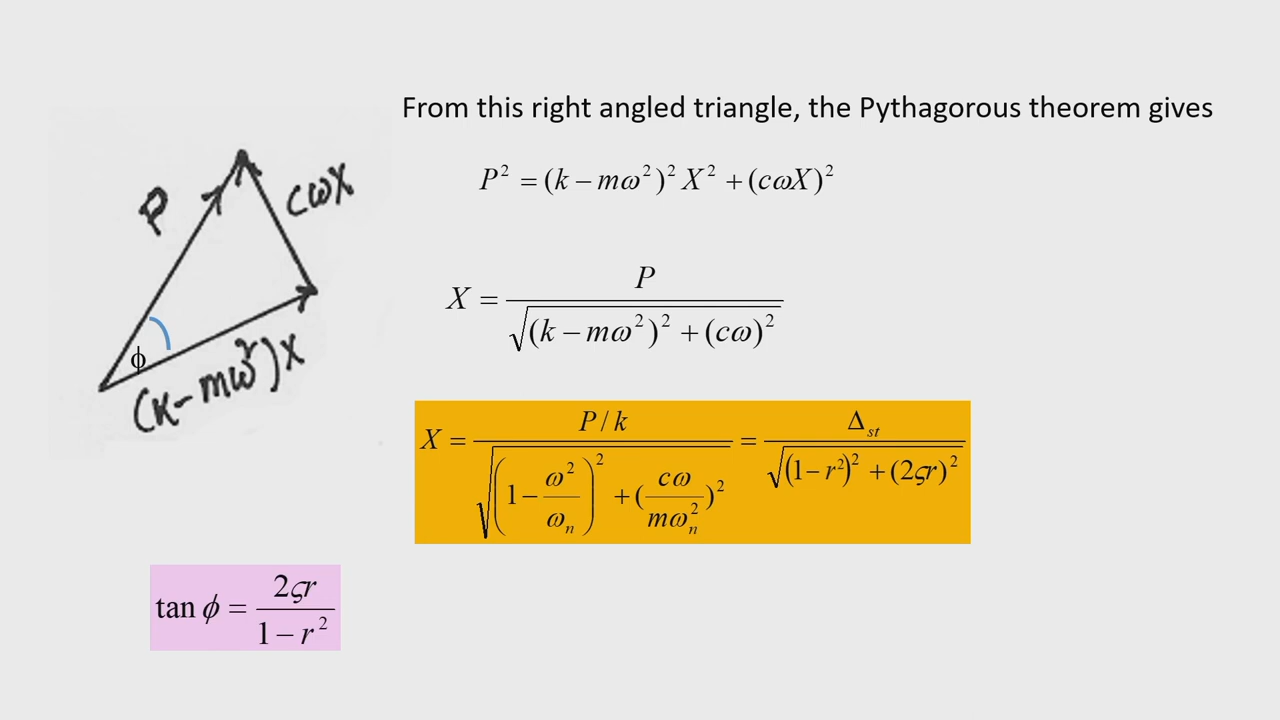 From this right angled triangle, the Pythagorous theorem gives
P
cωX
ϕ
(k-mω²)X
P² = (k − mω²)² X² + (cωX)²
X = P / √((k − mω²)² + (cω)²)
X = (P / k) / √((1 − ω²/ωₙ)² + (cω/mωₙ²)²) = Δst / √((1 − r²)² + (2ςr)²)
tan ϕ = 2ςr / (1 − r²)